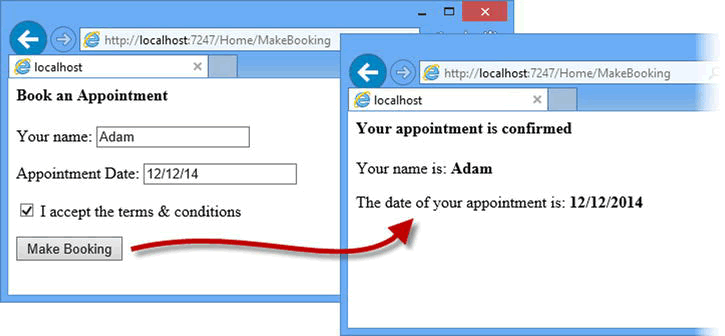 http://localhost:7247/Home/MakeBooking
localhost
Book an Appointment
Your name: Adam
Appointment Date: 12/12/14
I accept the terms & conditions
Make Booking
http://localhost:7247/Home/MakeBooking
localhost
Your appointment is confirmed
Your name is: Adam
The date of your appointment is: 12/12/2014